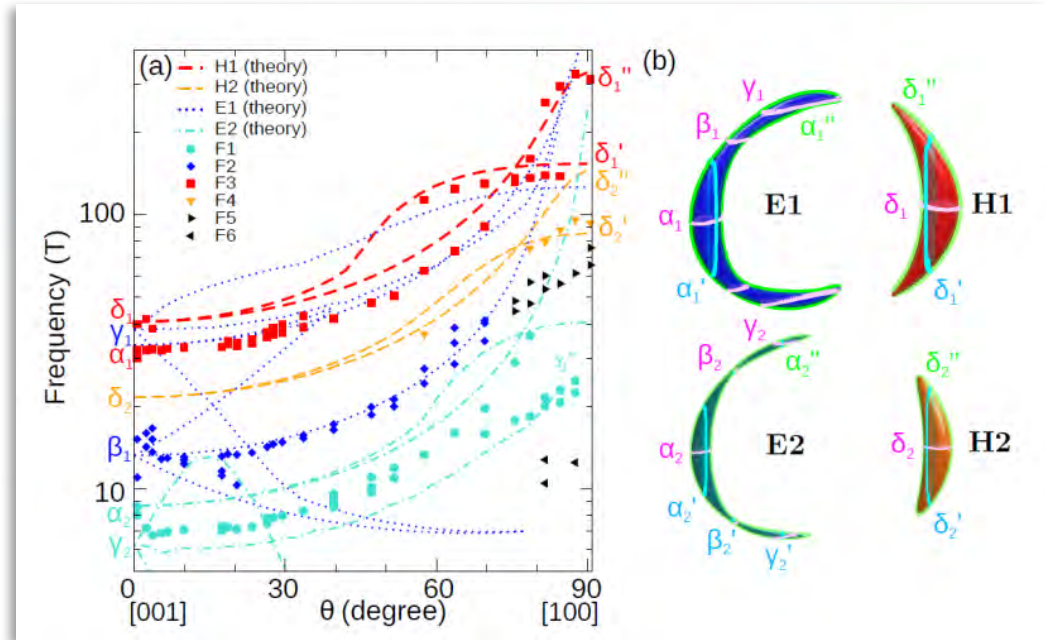 (a)
H1 (theory)
H2 (theory)
E1 (theory)
E2 (theory)
F1
F2
F3
F4
F5
F6
Frequency (T)
100
10
δ₁
γ₁
α₁
δ₂
β₁
α₂
γ₂
δ₁''
δ₁'
δ₂''
δ₂'
0 30 60 90
[001] θ (degree) [100]
(b)
γ₁
β₁
α₁''
α₁
E1
α₁'
δ₁''
δ₁
H1
δ₁'
γ₂
β₂
α₂''
α₂
E2
α₂'
β₂'
γ₂'
δ₂''
δ₂
H2
δ₂'